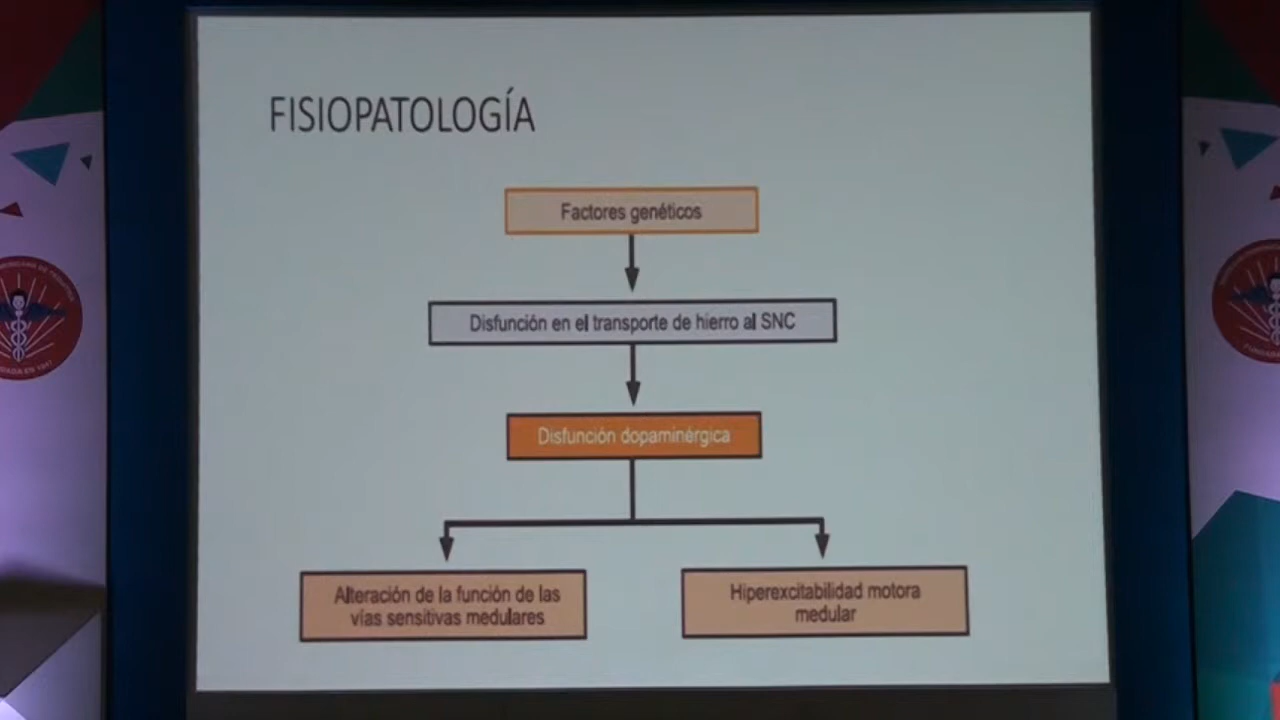 FISIOPATOLOGÍA
Factores genéticos
Disfunción en el transporte de hierro al SNC
Disfunción dopaminérgica
Alteración de la función de las
vías sensitivas medulares
Hiperexcitabilidad motora
medular